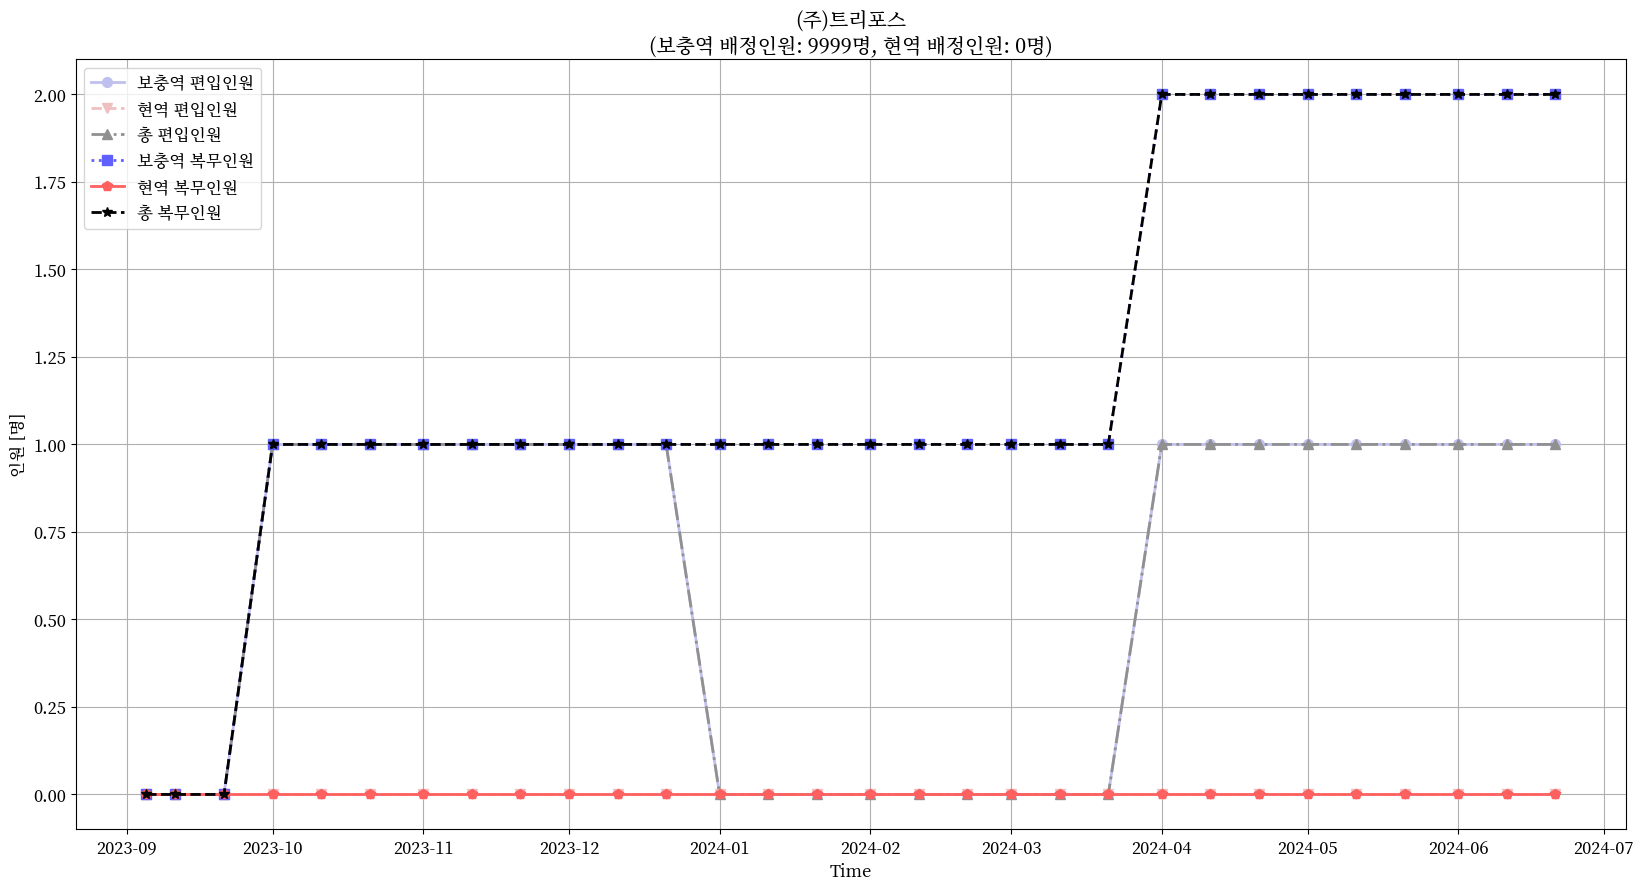 (주)트리포스
(보충역 배정인원: 9999명, 현역 배정인원: 0명)
보충역 편입인원
현역 편입인원
총 편입인원
보충역 복무인원
현역 복무인원
총 복무인원
2.00
1.75
1.50
1.25
1.00
0.75
0.50
0.25
0.00
인원 [명]
2023-09 2023-10 2023-11 2023-12 2024-01 2024-02 2024-03 2024-04 2024-05 2024-06 2024-07
Time